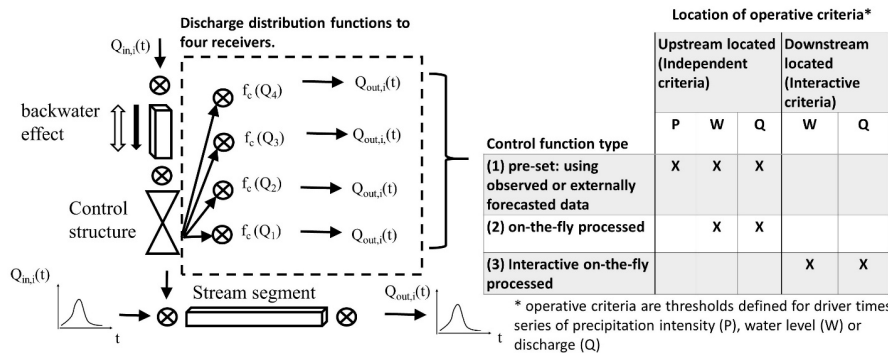 Discharge distribution functions to
four receivers.
Q_in,i(t)
f_c(Q_4)
Q_out,i(t)
f_c(Q_3)
Q_out,i,(t)
f_c(Q_2)
Q_out,i(t)
f_c(Q_1)
Q_out,i(t)
backwater
effect
Control
structure
Q_in,i(t)
t
Stream segment
Q_out,i(t)
t
Location of operative criteria*
Upstream located
(Independent
criteria)
Downstream
located
(Interactive
criteria)
Control function type
P W Q W Q
(1) pre-set: using
observed or externally
forecasted data
X X X
(2) on-the-fly processed
X X
(3) Interactive on-the-fly
processed
X X
* operative criteria are thresholds defined for driver times
series of precipitation intensity (P), water level (W) or
discharge (Q)